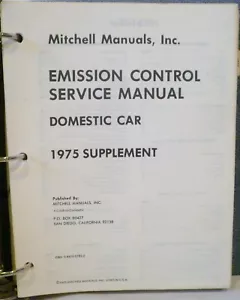 Mitchell Manuals, Inc.
EMISSION CONTROL
SERVICE MANUAL
DOMESTIC CAR
1975 SUPPLEMENT
Published By
MITCHELL MANUALS, INC.
P.O. BOX
SAN DIEGO, CALIFORNIA